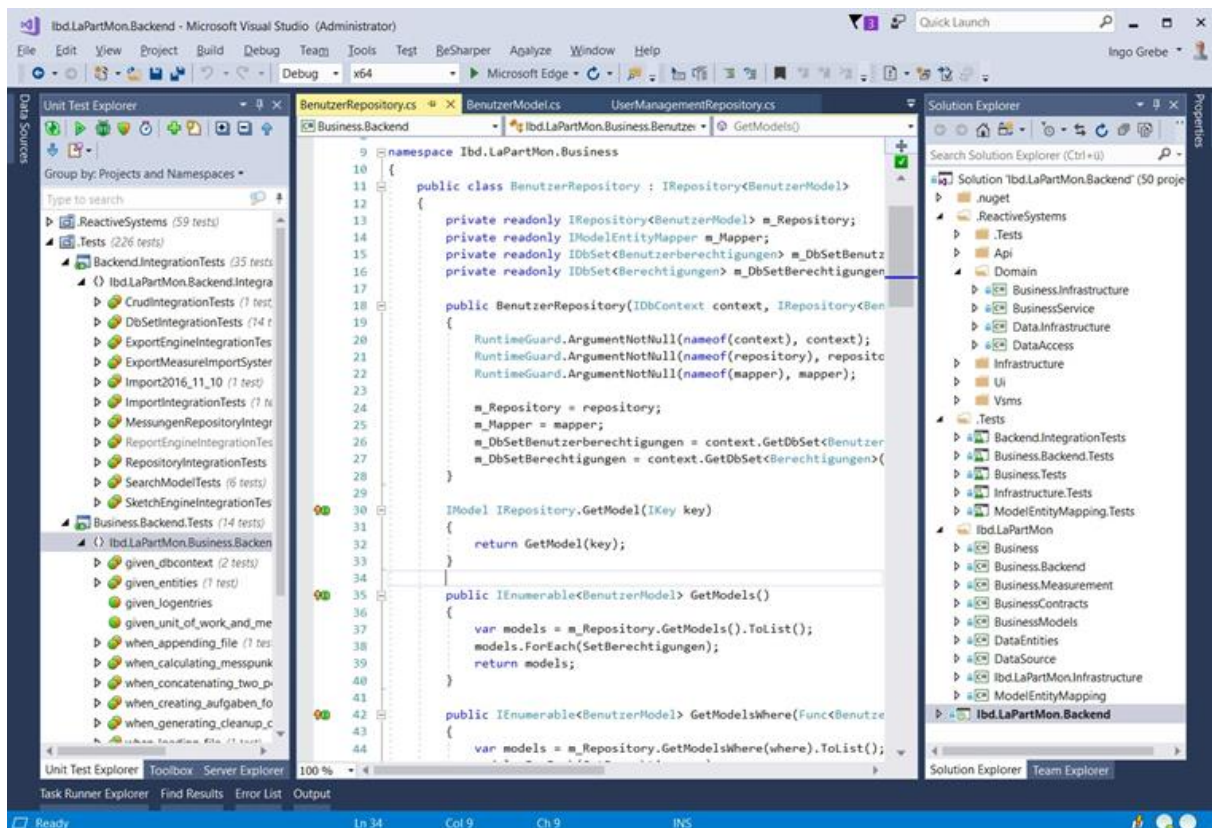 Ibd.LaPartMon.Backend - Microsoft Visual Studio (Administrator)
3
Quick Launch
File Edit View Project Build Debug Team Tools Test ReSharper Analyze Window Help
Ingo Grebe
Debug x64 Microsoft Edge
Data Sources
Unit Test Explorer
Group by: Projects and Namespaces
Type to search
.ReactiveSystems (59 tests)
.Tests (226 tests)
Backend.IntegrationTests (35 tests
Ibd.LaPartMon.Backend.Integra
CrudIntegrationTests (1 test
DbSetIntegrationTests (14 t
ExportEngineIntegrationTes
ExportMeasureImportSyster
Import2016_11_10 (1 test)
ImportIntegrationTests (1 te
MessungenRepositoryIntegr
ReportEngineIntegrationTes
RepositoryIntegrationTests
SearchModelTests (6 tests)
SketchEngineIntegrationTes
Business.Backend.Tests (14 tests)
Ibd.LaPartMon.Business.Backen
given_dbcontext (2 tests)
given_entities (1 test)
given_logentries
given_unit_of_work_and_me
when_appending_file (1 tes
when_calculating_messpunk
when_concatenating_two_p
when_creating_aufgaben_fo
when_generating_cleanup_c
Unit Test Explorer Toolbox Server Explorer
BenutzerRepository.cs BenutzerModel.cs UserManagementRepository.cs
Business.Backend Ibd.LaPartMon.Business.Benutzer GetModels()
9 namespace Ibd.LaPartMon.Business
10 {
11 public class BenutzerRepository : IRepository<BenutzerModel>
12 {
13 private readonly IRepository<BenutzerModel> m_Repository;
14 private readonly IModelEntityMapper m_Mapper;
15 private readonly IDbSet<Benutzerberechtigungen> m_DbSetBenutz
16 private readonly IDbSet<Berechtigungen> m_DbSetBerechtigungen
17
18 public BenutzerRepository(IDbContext context, IRepository<Ben
19 {
20 RuntimeGuard.ArgumentNotNull(nameof(context), context);
21 RuntimeGuard.ArgumentNotNull(nameof(repository), reposito
22 RuntimeGuard.ArgumentNotNull(nameof(mapper), mapper);
23
24 m_Repository = repository;
25 m_Mapper = mapper;
26 m_DbSetBenutzerberechtigungen = context.GetDbSet<Benutzer
27 m_DbSetBerechtigungen = context.GetDbSet<Berechtigungen>(
28 }
29
30 IModel IRepository.GetModel(IKey key)
31 {
32 return GetModel(key);
33 }
34
35 public IEnumerable<BenutzerModel> GetModels()
36 {
37 var models = m_Repository.GetModels().ToList();
38 models.ForEach(SetBerechtigungen);
39 return models;
40 }
41
42 public IEnumerable<BenutzerModel> GetModelsWhere(Func<Benutze
43 {
44 var models = m_Repository.GetModelsWhere(where).ToList();
100 %
Solution Explorer
Search Solution Explorer (Ctrl+ü)
Solution 'Ibd.LaPartMon.Backend' (50 proje
.nuget
.ReactiveSystems
.Tests
Api
Domain
Business.Infrastructure
BusinessService
Data.Infrastructure
DataAccess
Infrastructure
Ui
Vsms
.Tests
Backend.IntegrationTests
Business.Backend.Tests
Business.Tests
Infrastructure.Tests
ModelEntityMapping.Tests
Ibd.LaPartMon
Business
Business.Backend
Business.Measurement
BusinessContracts
BusinessModels
DataEntities
DataSource
Ibd.LaPartMon.Infrastructure
ModelEntityMapping
Ibd.LaPartMon.Backend
Solution Explorer Team Explorer
Properties
Task Runner Explorer Find Results Error List Output
Ready Ln 34 Col 9 Ch 9 INS